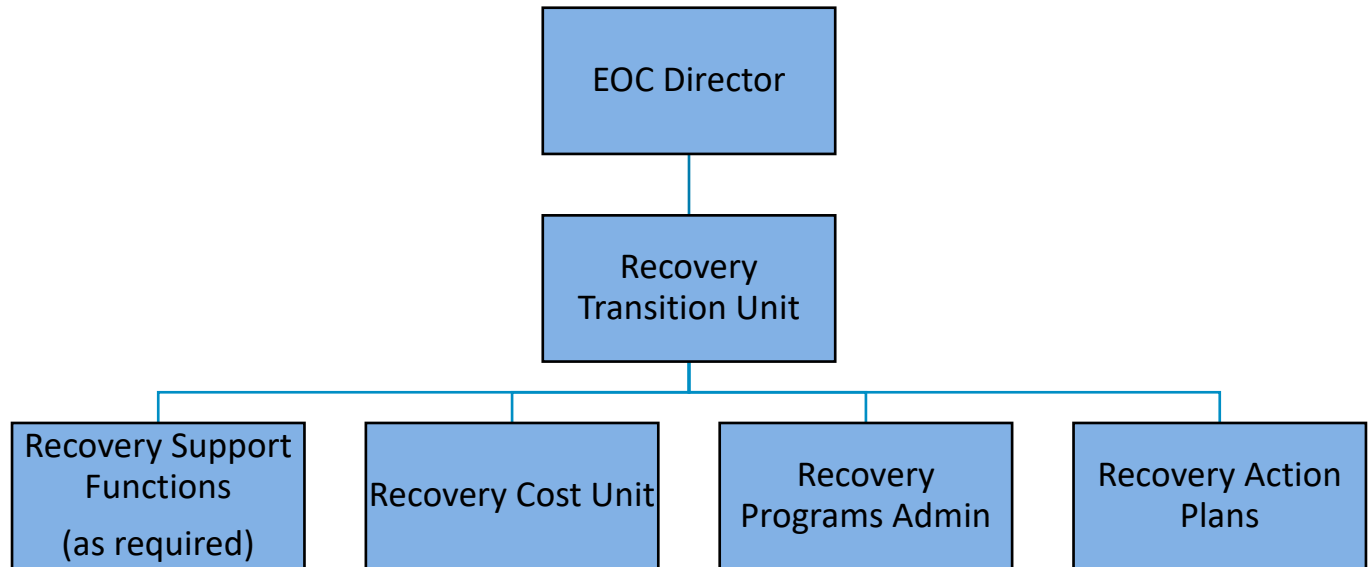 EOC Director
Recovery
Transition Unit
Recovery Support
Functions
(as required)
Recovery Cost Unit
Recovery
Programs Admin
Recovery Action
Plans